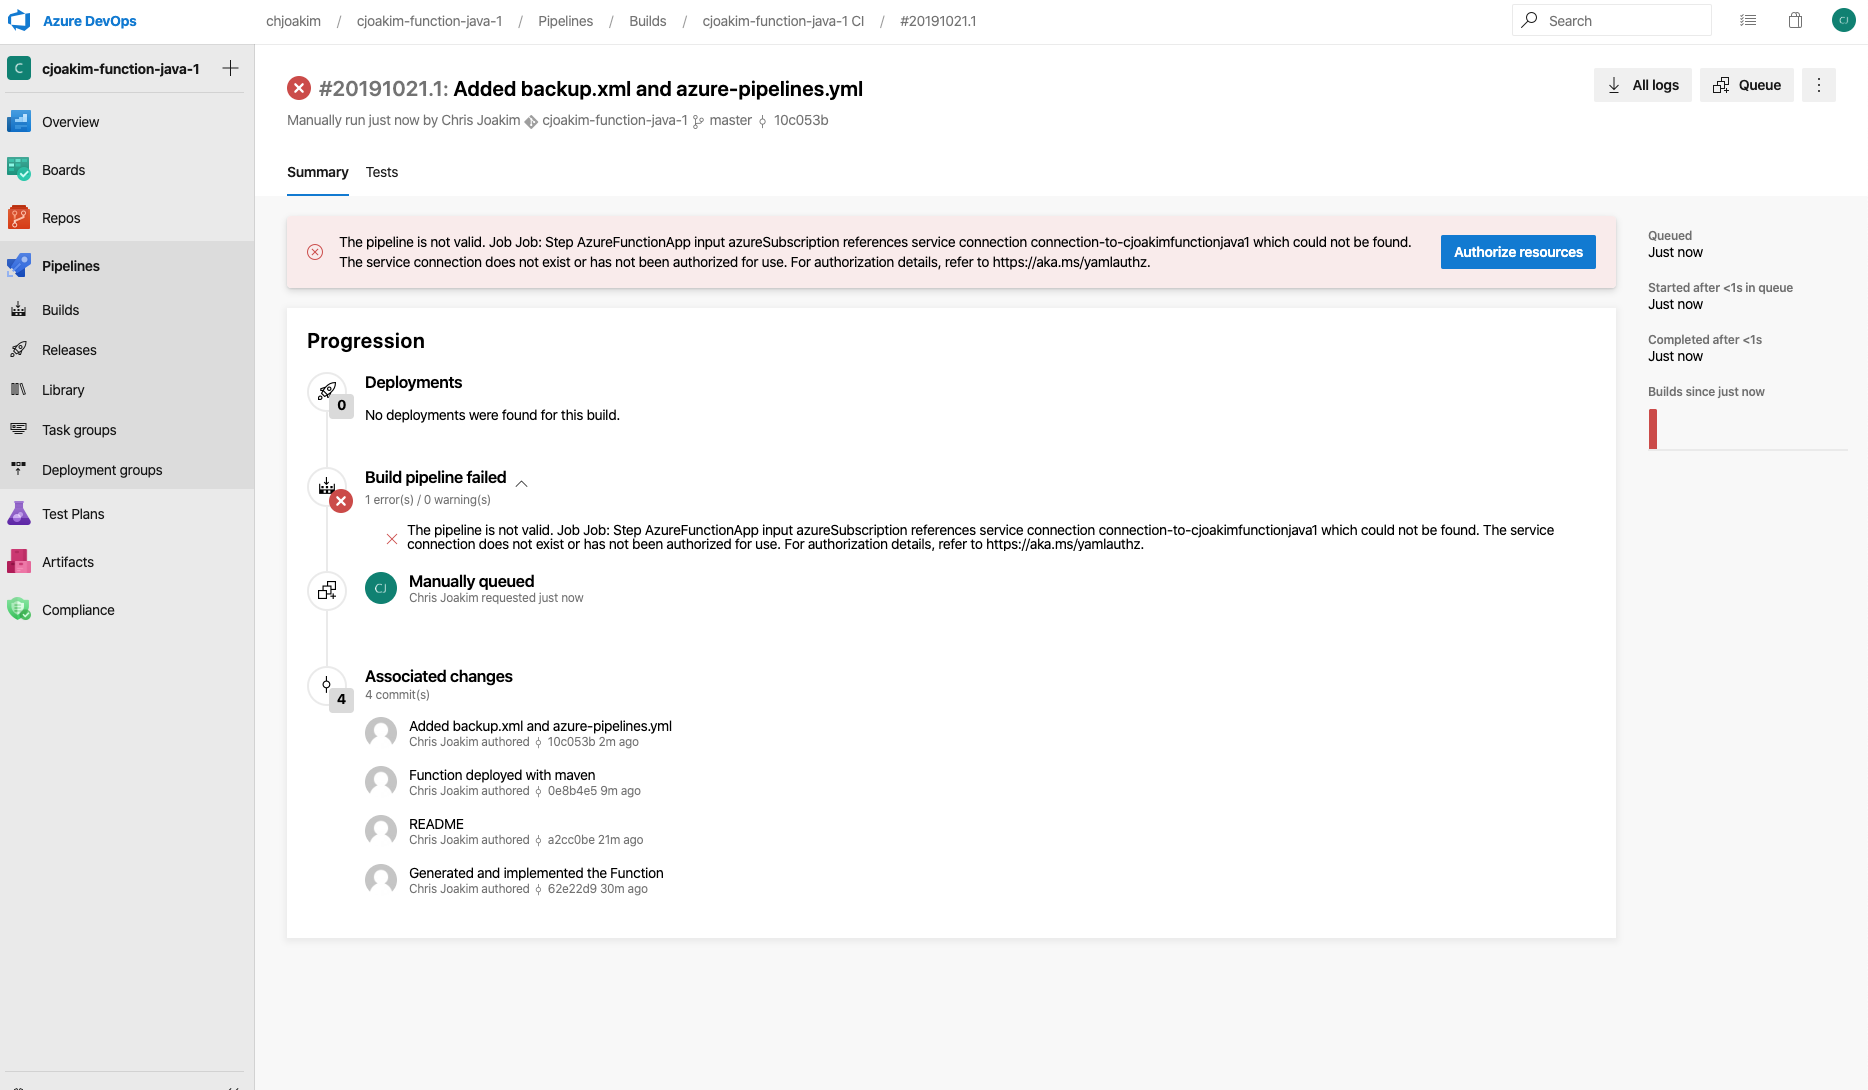 Azure DevOps
chjoakim / cjoakim-function-java-1 / Pipelines / Builds / cjoakim-function-java-1 CI / #20191021.1
Search
CJ
C cjoakim-function-java-1
Overview
Boards
Repos
Pipelines
Builds
Releases
Library
Task groups
Deployment groups
Test Plans
Artifacts
Compliance
#20191021.1: Added backup.xml and azure-pipelines.yml
Manually run just now by Chris Joakim cjoakim-function-java-1 master 10c053b
All logs
Queue
Summary Tests
The pipeline is not valid. Job Job: Step AzureFunctionApp input azureSubscription references service connection connection-to-cjoakimfunctionjava1 which could not be found.
The service connection does not exist or has not been authorized for use. For authorization details, refer to https://aka.ms/yamlauthz.
Authorize resources
Progression
Deployments
0
No deployments were found for this build.
Build pipeline failed
1 error(s) / 0 warning(s)
The pipeline is not valid. Job Job: Step AzureFunctionApp input azureSubscription references service connection connection-to-cjoakimfunctionjava1 which could not be found. The service
connection does not exist or has not been authorized for use. For authorization details, refer to https://aka.ms/yamlauthz.
CJ
Manually queued
Chris Joakim requested just now
Associated changes
4
4 commit(s)
Added backup.xml and azure-pipelines.yml
Chris Joakim authored 10c053b 2m ago
Function deployed with maven
Chris Joakim authored 0e8b4e5 9m ago
README
Chris Joakim authored a2cc0be 21m ago
Generated and implemented the Function
Chris Joakim authored 62e22d9 30m ago
Queued
Just now
Started after <1s in queue
Just now
Completed after <1s
Just now
Builds since just now